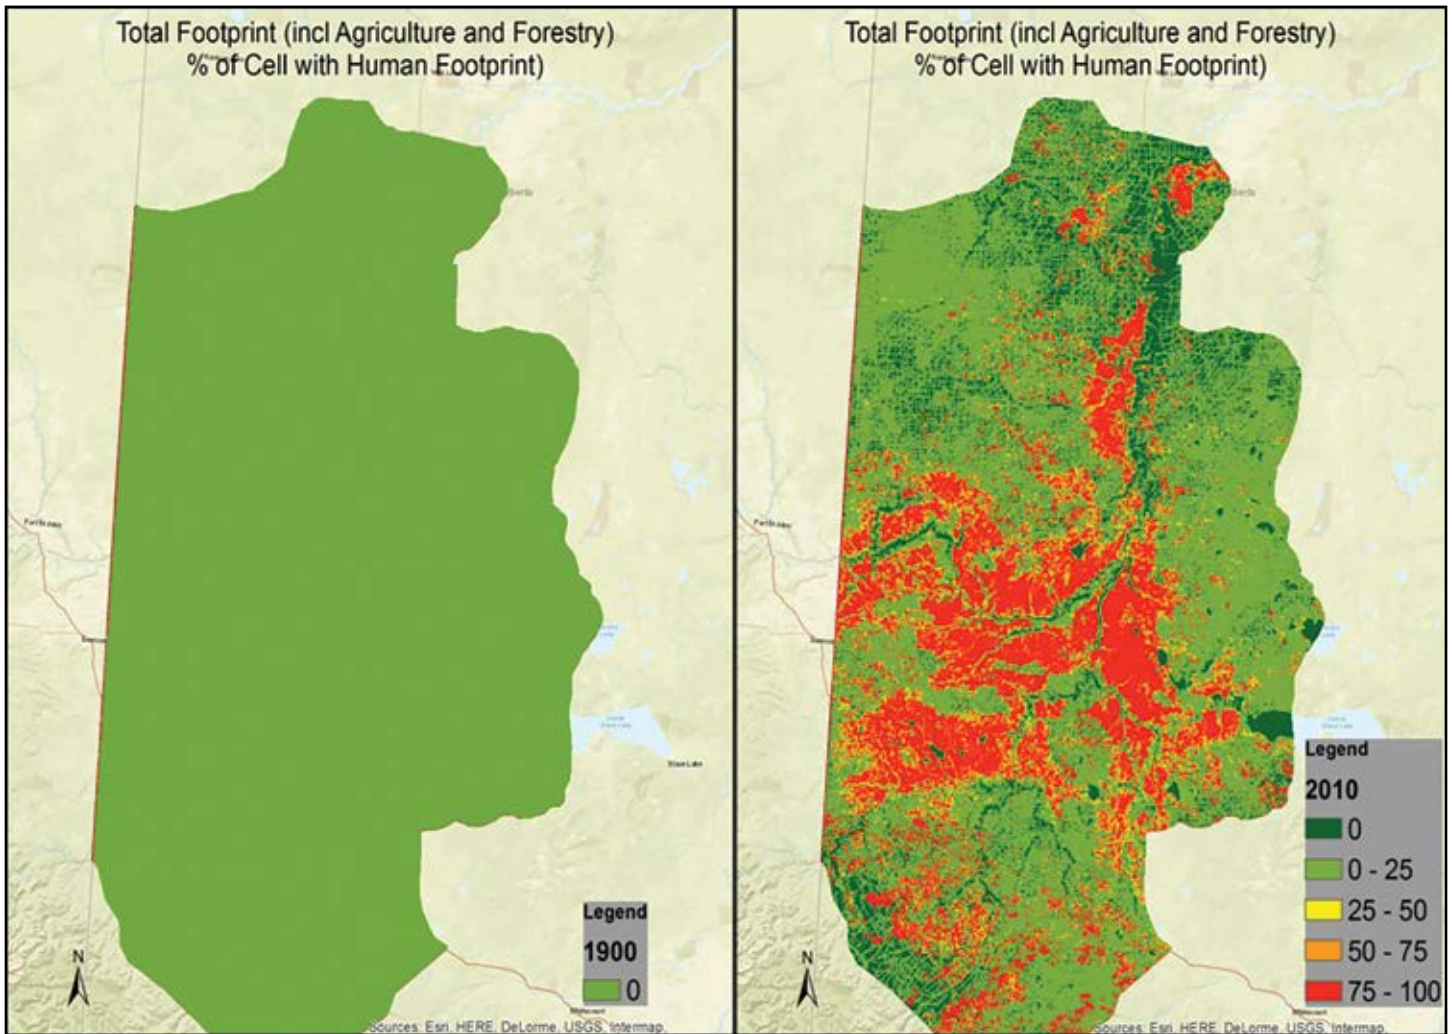 Total Footprint (incl Agriculture and Forestry)
% of Cell with Human Footprint)
N
Slave Lake
Legend
1900
0
Sources: Esri, HERE, DeLorme, USGS, Intermap,
Total Footprint (incl Agriculture and Forestry)
% of Cell with Human Footprint)
N
Legend
2010
0
0 - 25
25 - 50
50 - 75
75 - 100
Sources: Esri, HERE, DeLorme, USGS, Intermap,